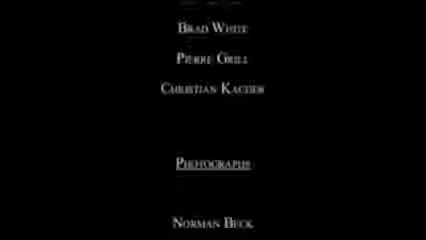 Brad White
Pierre Grill
Christian Kacher
Photographs
Norman Beck